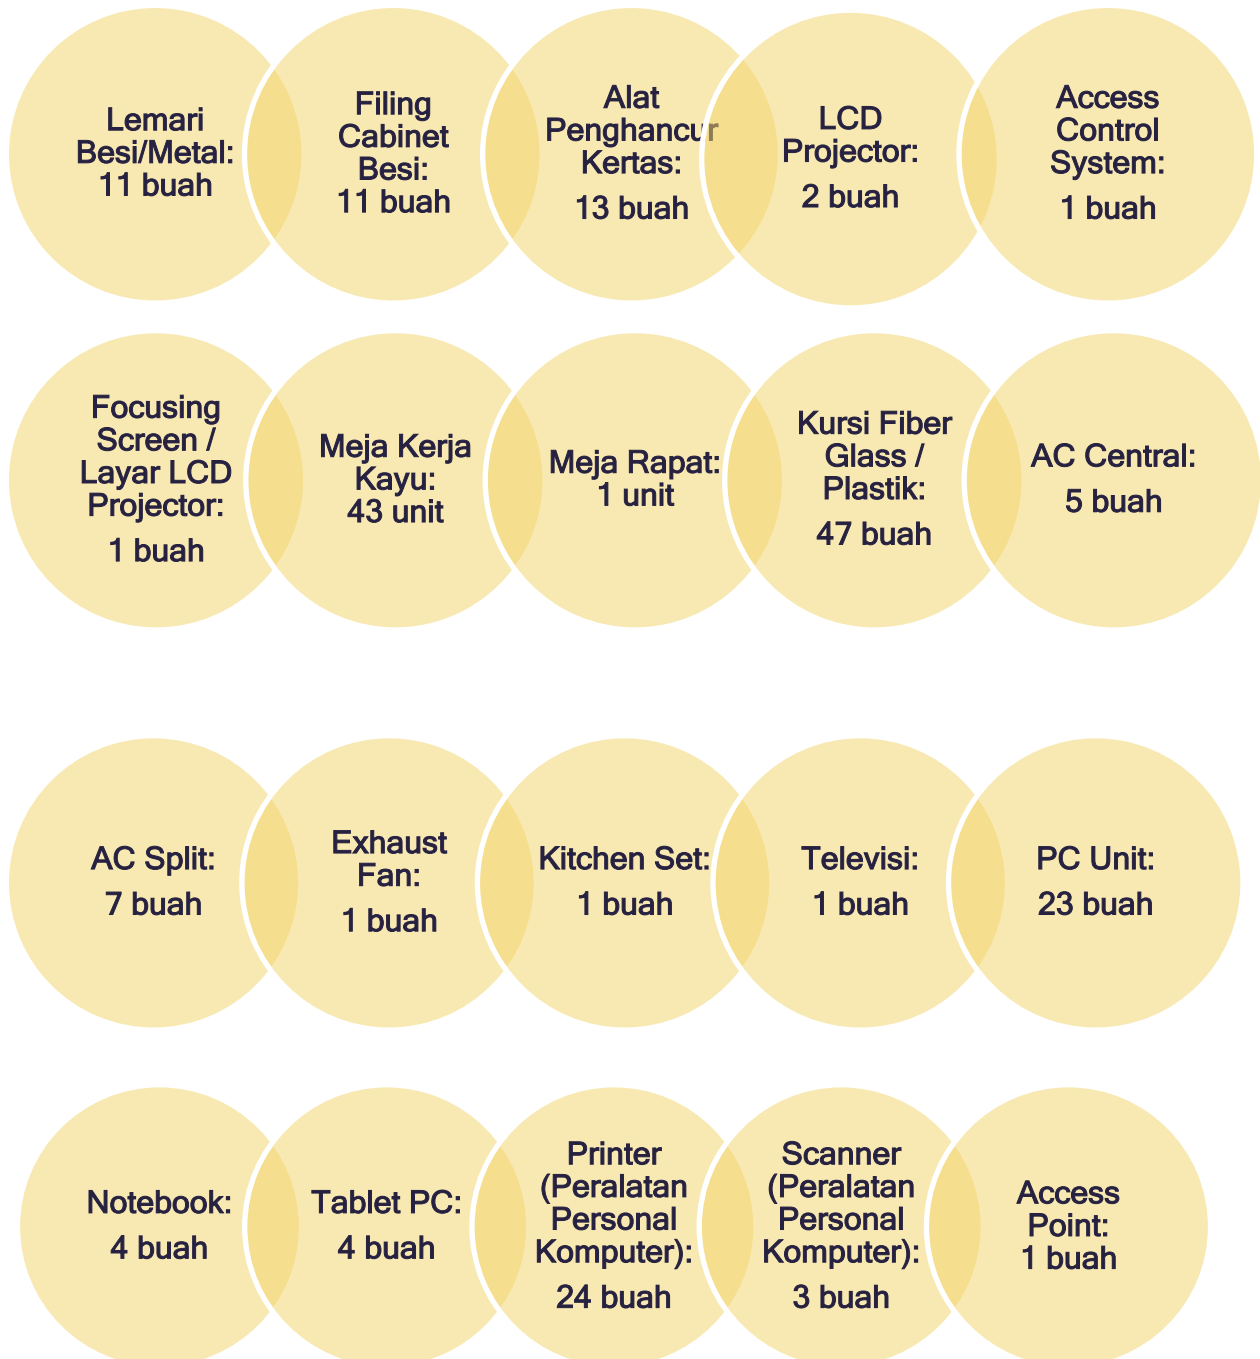 Lemari
Besi/Metal:
11 buah
Filing
Cabinet
Besi:
11 buah
Alat
Penghancur
Kertas:
13 buah
LCD
Projector:
2 buah
Access
Control
System:
1 buah
Focusing
Screen /
Layar LCD
Projector:
1 buah
Meja Kerja
Kayu:
43 unit
Meja Rapat:
1 unit
Kursi Fiber
Glass /
Plastik:
47 buah
AC Central:
5 buah
AC Split:
7 buah
Exhaust
Fan:
1 buah
Kitchen Set:
1 buah
Televisi:
1 buah
PC Unit:
23 buah
Notebook:
4 buah
Tablet PC:
4 buah
Printer
(Peralatan
Personal
Komputer):
24 buah
Scanner
(Peralatan
Personal
Komputer):
3 buah
Access
Point:
1 buah